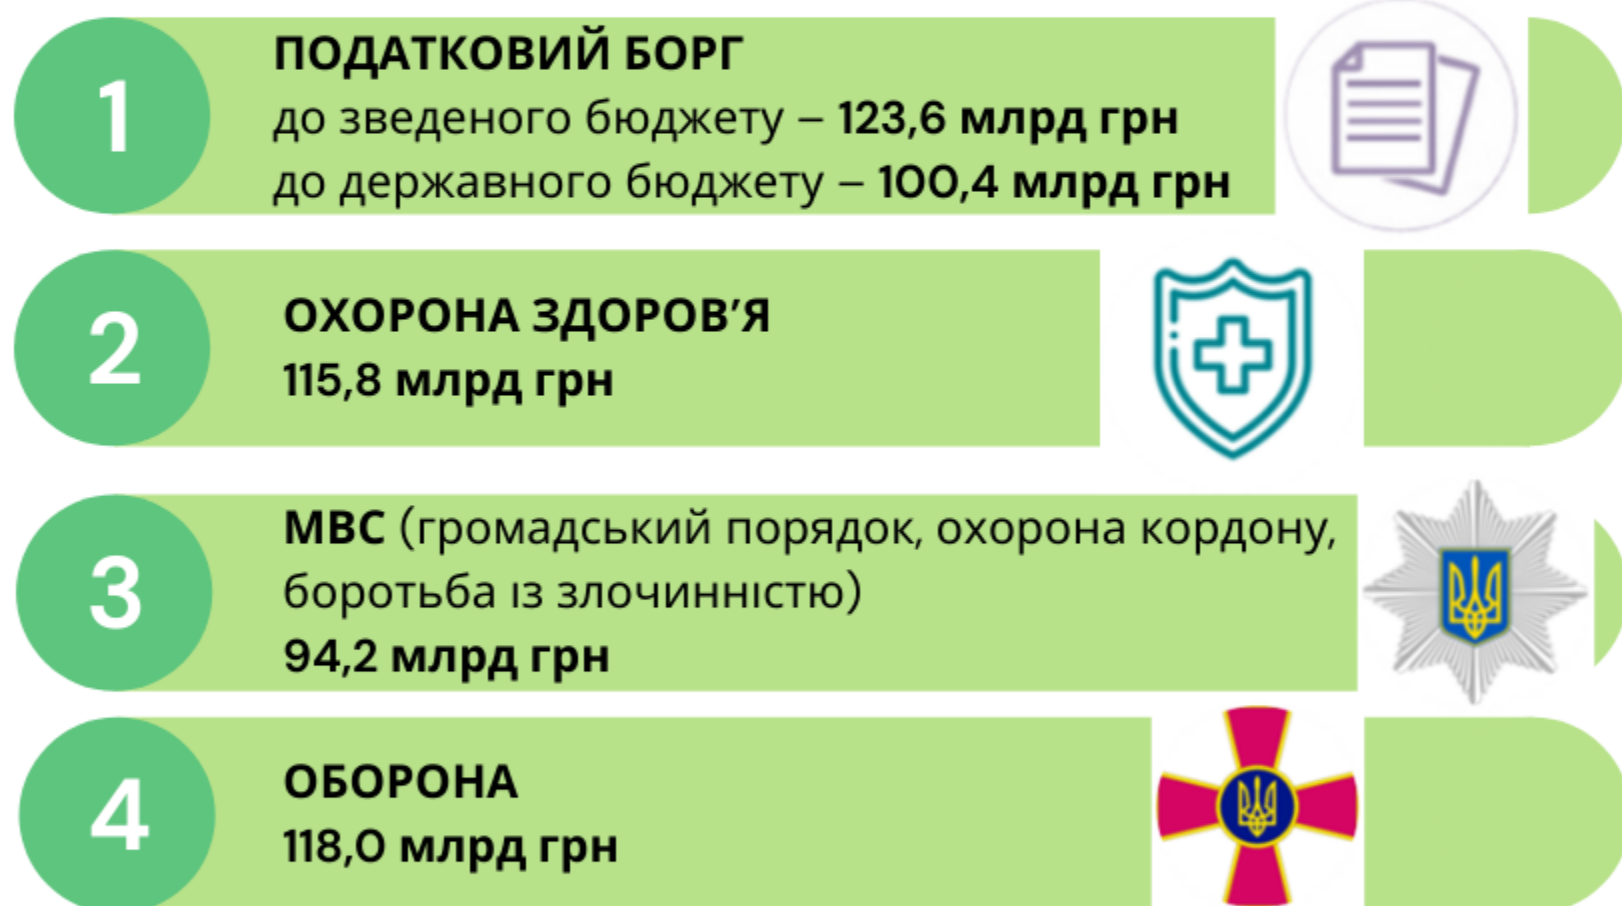 1
ПОДАТКОВИЙ БОРГ
до зведеного бюджету – 123,6 млрд грн
до державного бюджету – 100,4 млрд грн
2
ОХОРОНА ЗДОРОВ’Я
115,8 млрд грн
3
МВС (громадський порядок, охорона кордону,
боротьба із злочинністю)
94,2 млрд грн
4
ОБОРОНА
118,0 млрд грн